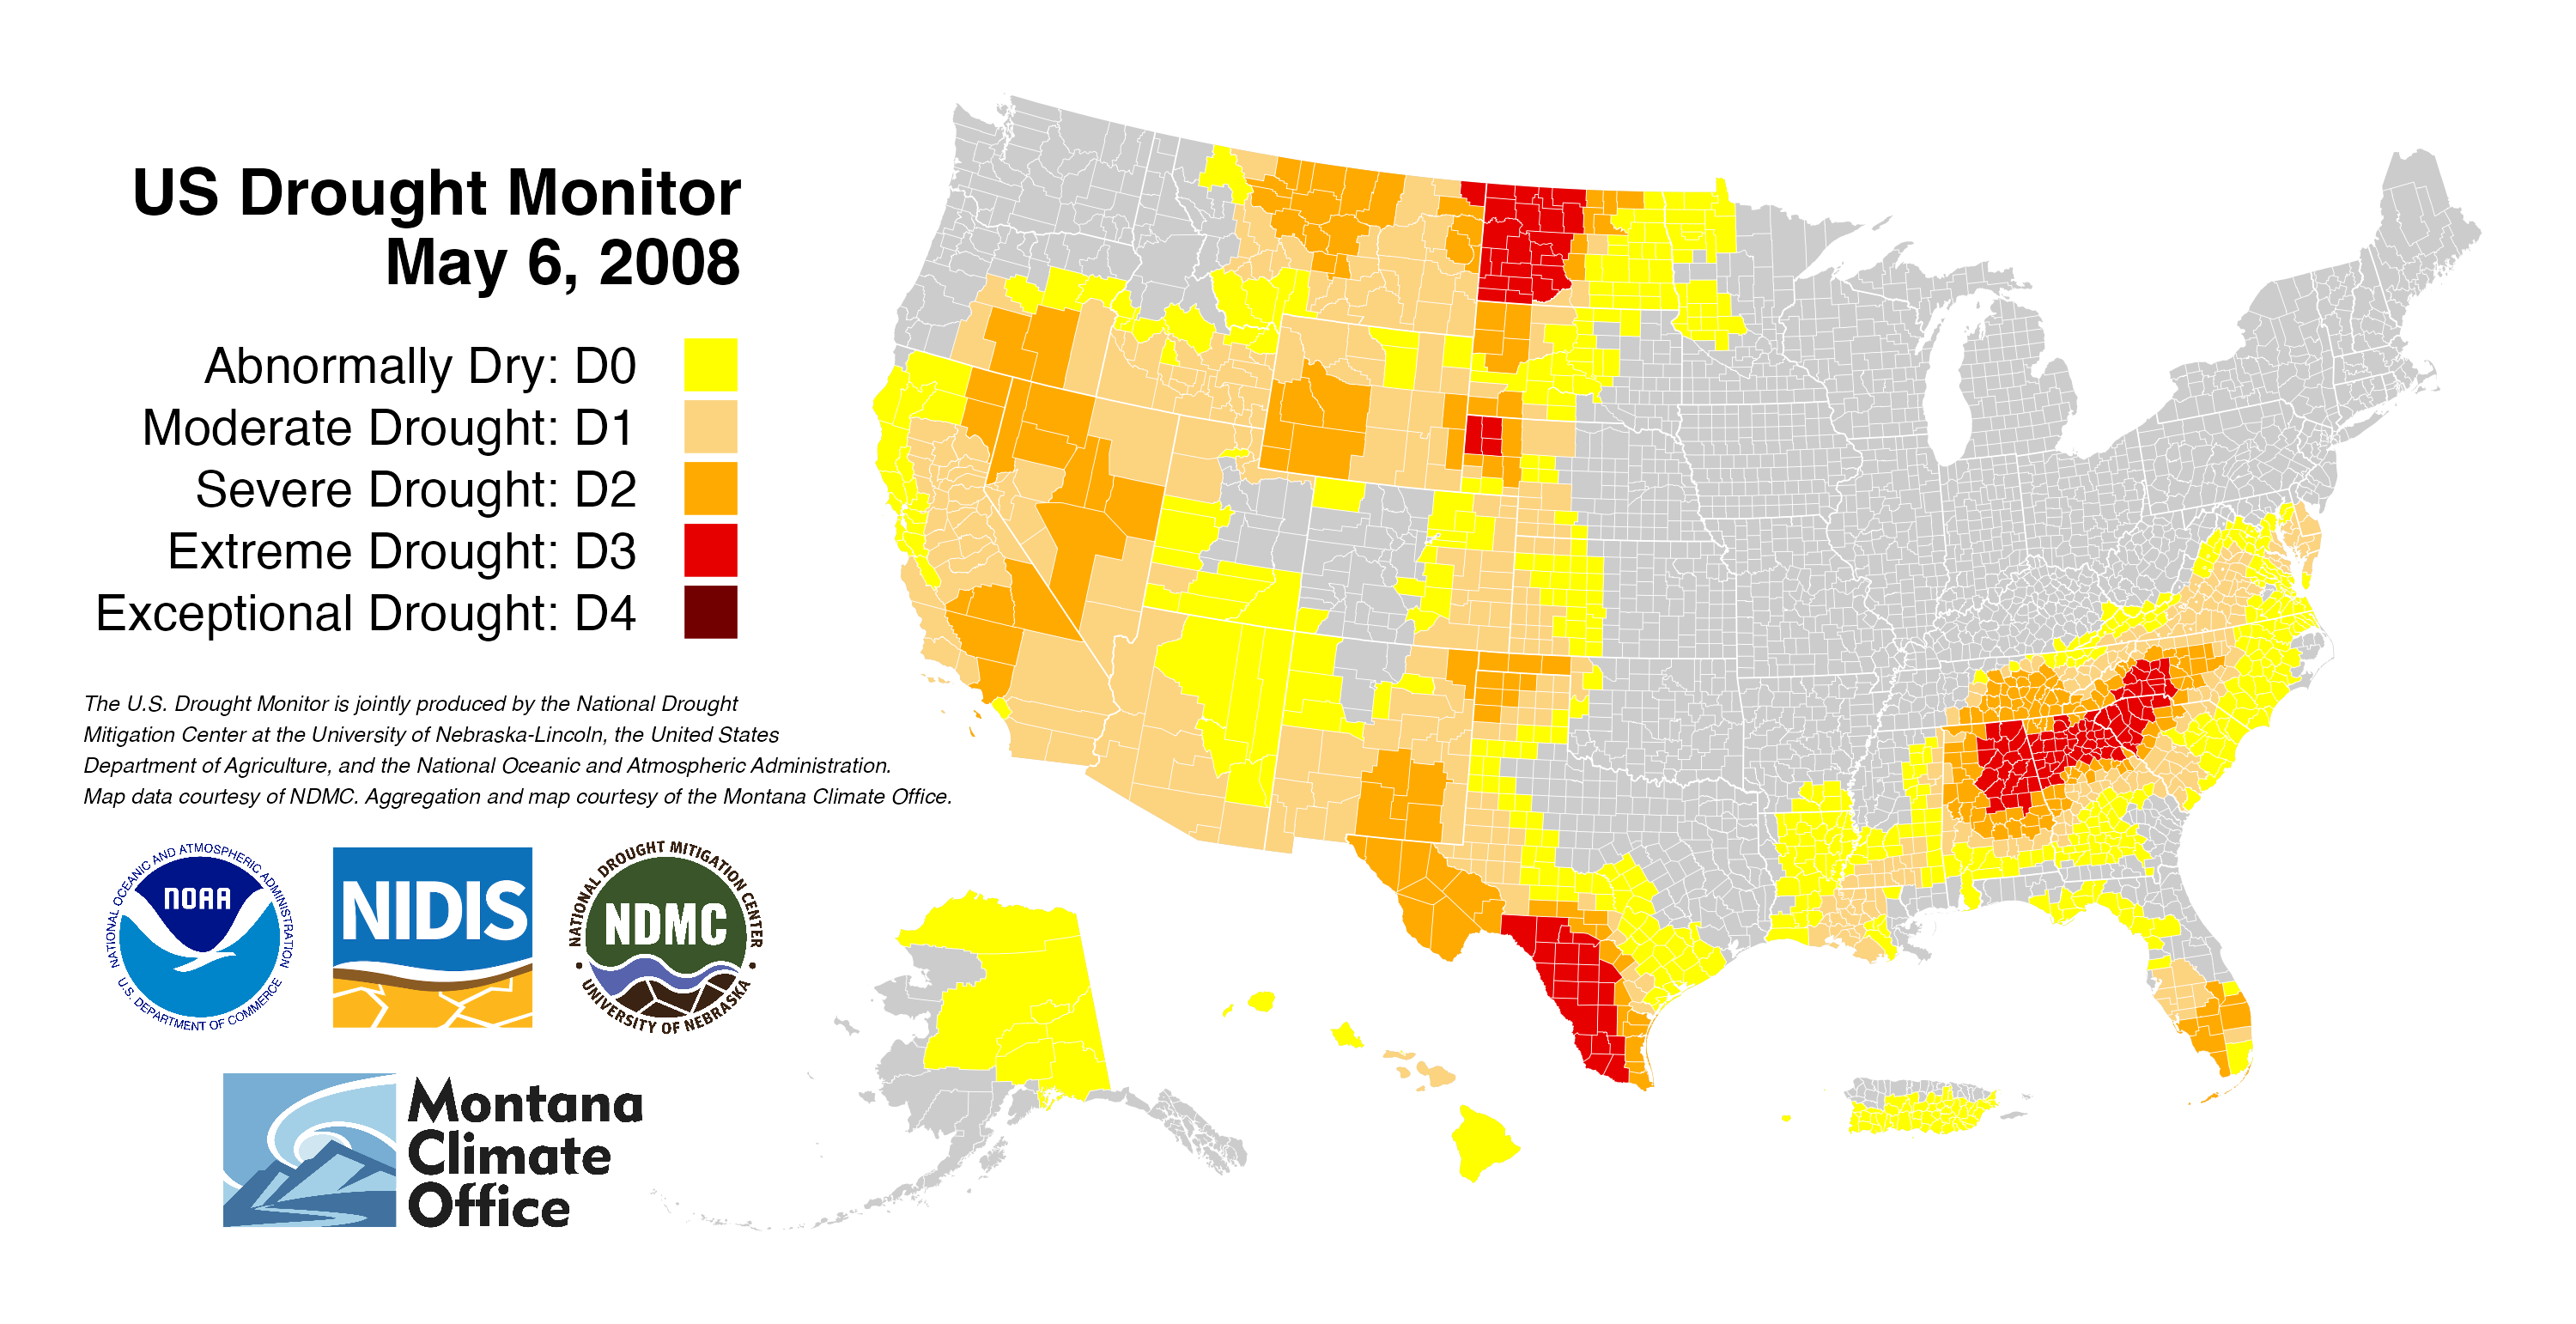 US Drought Monitor
May 6, 2008
Abnormally Dry: D0
Moderate Drought: D1
Severe Drought: D2
Extreme Drought: D3
Exceptional Drought: D4
The U.S. Drought Monitor is jointly produced by the National Drought
Mitigation Center at the University of Nebraska-Lincoln, the United States
Department of Agriculture, and the National Oceanic and Atmospheric Administration.
Map data courtesy of NDMC. Aggregation and map courtesy of the Montana Climate Office.
NATIONAL OCEANIC AND ATMOSPHERIC ADMINISTRATION
NOAA
U.S. DEPARTMENT OF COMMERCE
NIDIS
NATIONAL DROUGHT MITIGATION CENTER
NDMC
UNIVERSITY OF NEBRASKA
Montana
Climate
Office